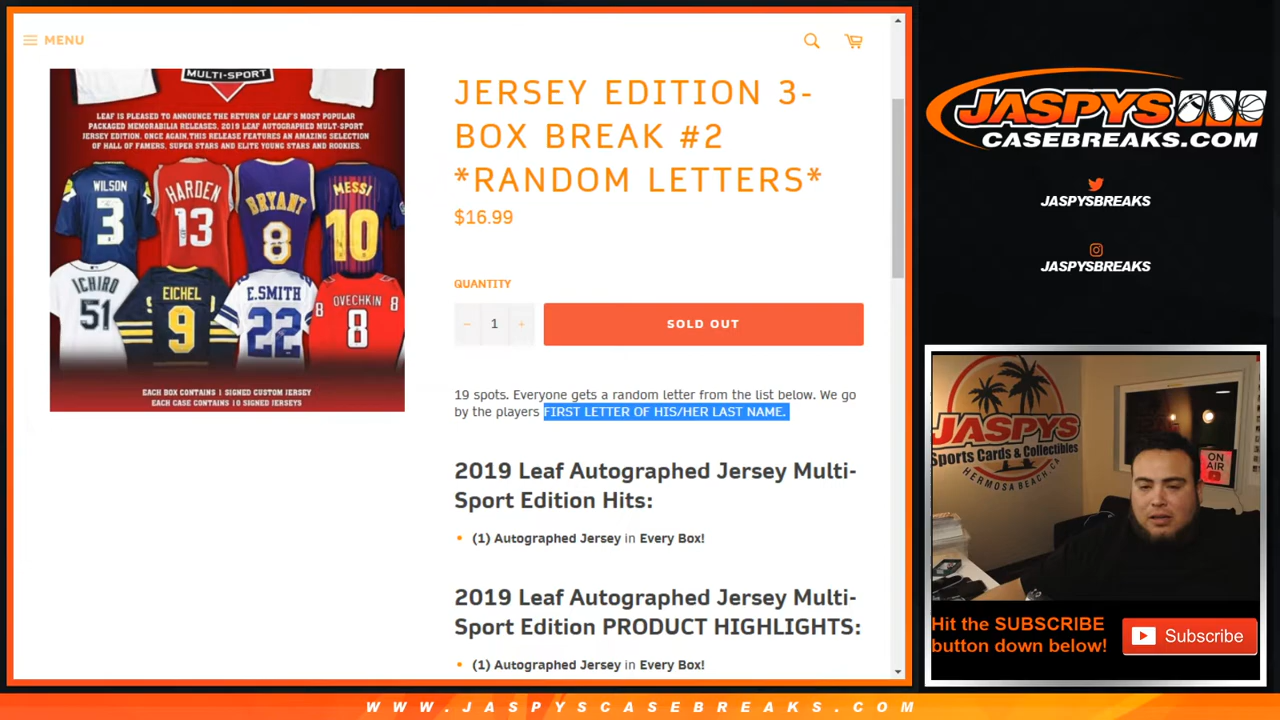 MENU
MULTI-SPORT
LEAF IS PLEASED TO ANNOUNCE THE RETURN OF LEAF'S MOST POPULAR
PACKAGED MEMORABILIA RELEASES, 2019 LEAF AUTOGRAPHED MULT-SPORT
JERSEY EDITION. ONCE AGAIN,THIS RELEASE FEATURES AN AMAZING SELECTION
OF HALL OF FAMERS, SUPER STARS AND ELITE YOUNG STARS AND ROOKIES.
WILSON
3
HARDEN
13
BRYANT
8
MESSI
10
ICHIRO
51
EICHEL
9
E.SMITH
22
OVECHKIN
8
EACH BOX CONTAINS 1 SIGNED CUSTOM JERSEY
EACH CASE CONTAINS 10 SIGNED JERSEYS
JERSEY EDITION 3-
BOX BREAK #2
*RANDOM LETTERS*
$16.99
QUANTITY
− 1 +
SOLD OUT
19 spots. Everyone gets a random letter from the list below. We go
by the players FIRST LETTER OF HIS/HER LAST NAME.
2019 Leaf Autographed Jersey Multi-
Sport Edition Hits:
• (1) Autographed Jersey in Every Box!
2019 Leaf Autographed Jersey Multi-
Sport Edition PRODUCT HIGHLIGHTS:
• (1) Autographed Jersey in Every Box!
JASPYS
CASEBREAKS.COM
JASPYSBREAKS
JASPYSBREAKS
JASPYS
Sports Cards & Collectibles
HERMOSA BEACH, CA
ON
AIR
Hit the SUBSCRIBE
button down below!
Subscribe
WWW.JASPYSCASEBREAKS.COM